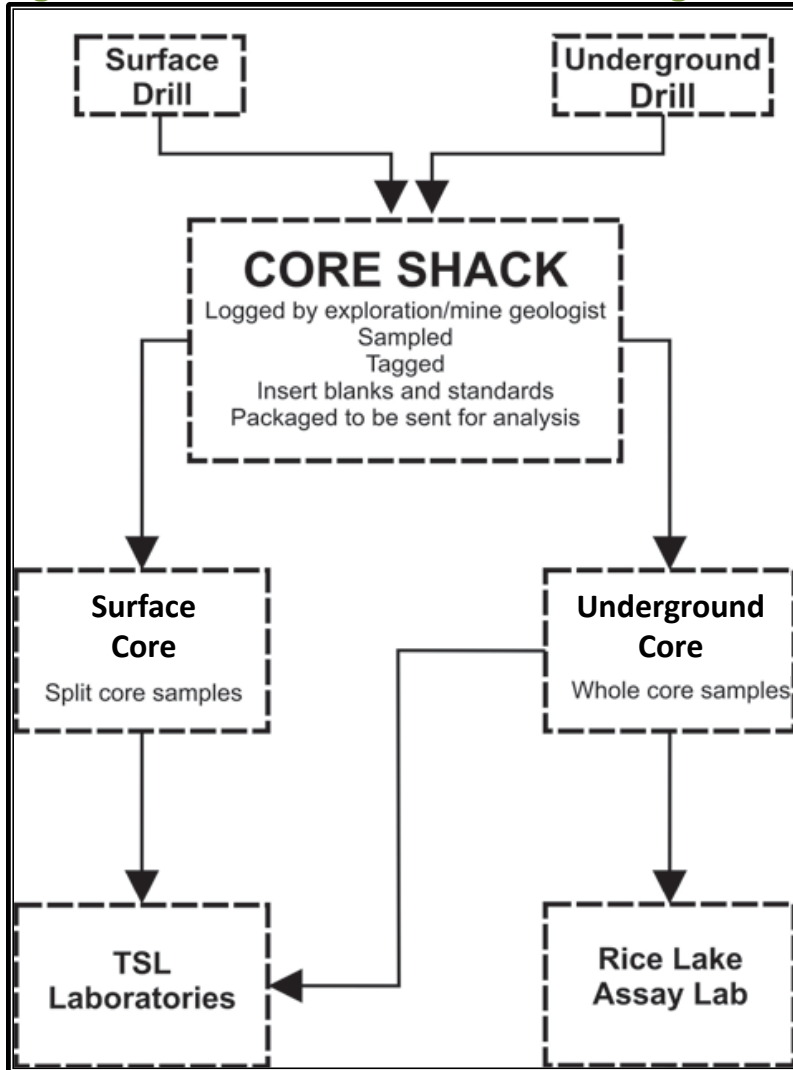 Surface
Drill
Underground
Drill
CORE SHACK
Logged by exploration/mine geologist
Sampled
Tagged
Insert blanks and standards
Packaged to be sent for analysis
Surface
Core
Split core samples
Underground
Core
Whole core samples
TSL
Laboratories
Rice Lake
Assay Lab